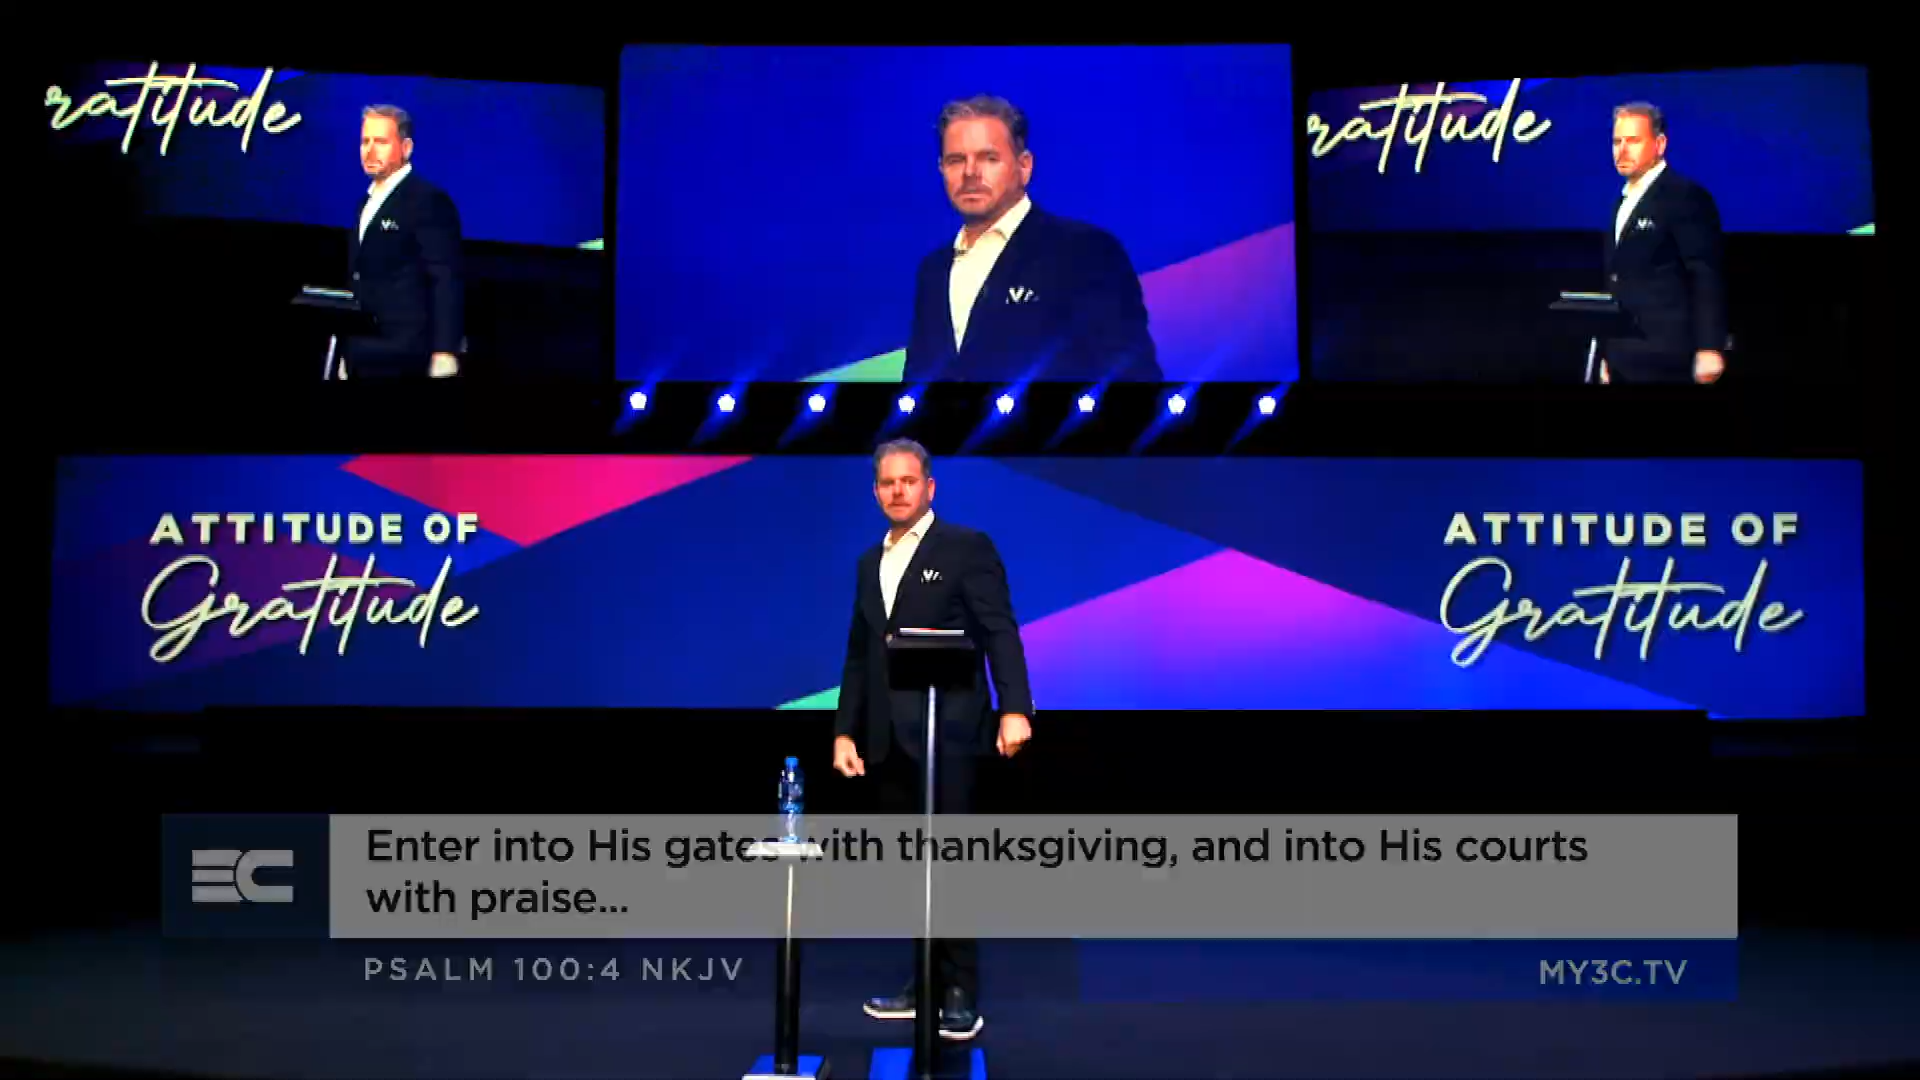 ratitude
ratitude
ATTITUDE OF
Gratitude
ATTITUDE OF
Gratitude
3C
Enter into His gates with thanksgiving, and into His courts
with praise...
PSALM 100:4 NKJV
MY3C.TV